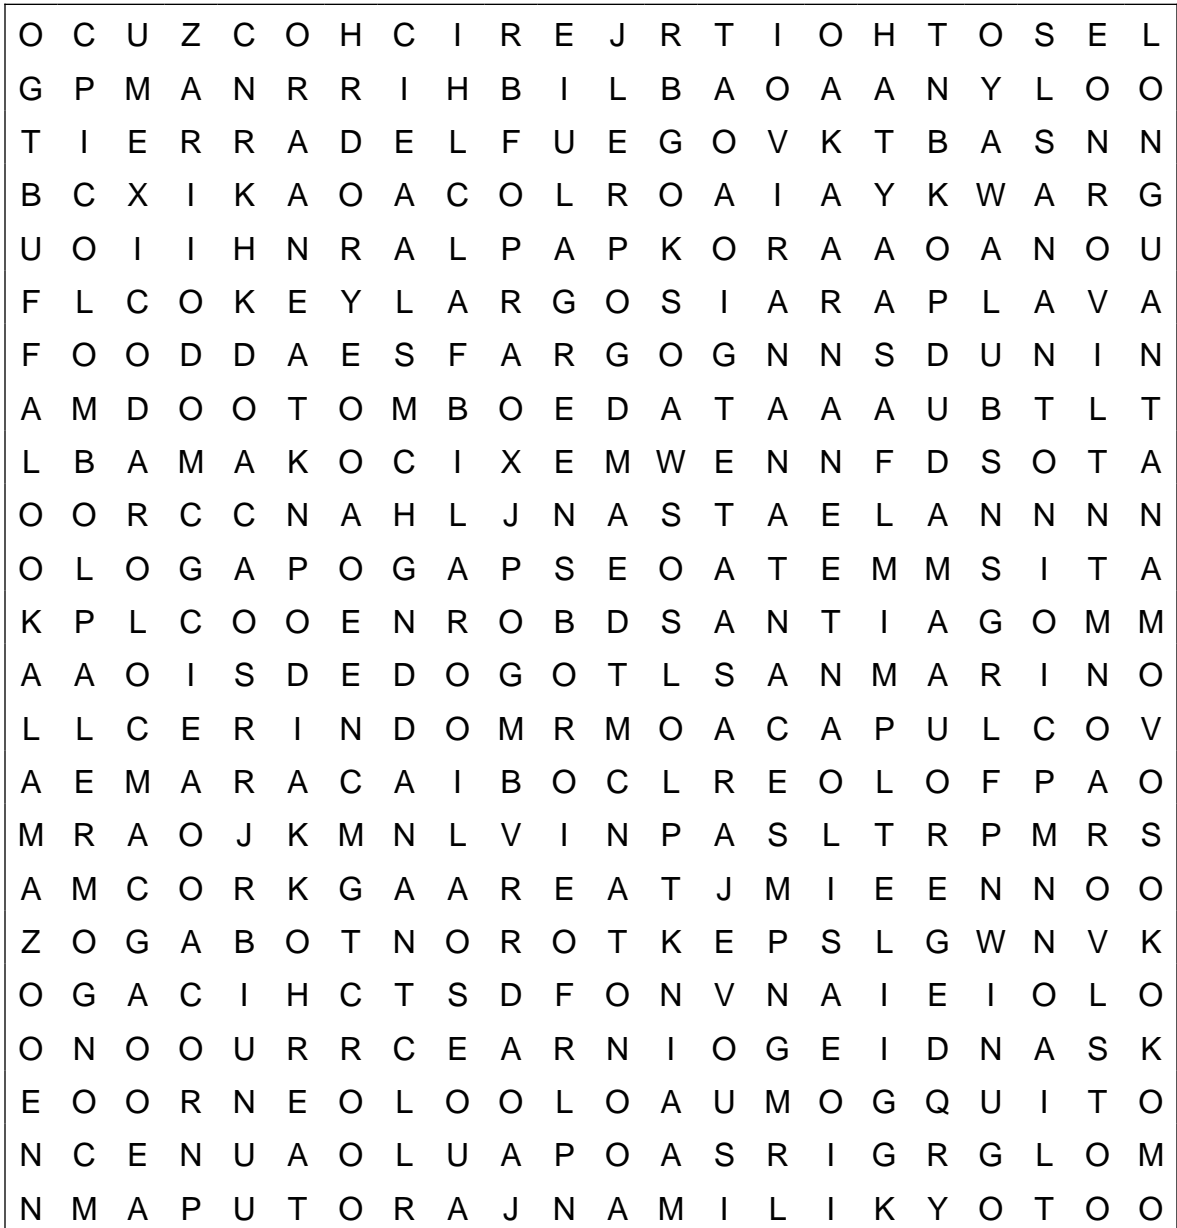 O C U Z C O H C I R E J R T I O H T O S E L
G P M A N R R I H B I L B A O A A N Y L O O
T I E R R A D E L F U E G O V K T B A S N N
B C X I K A O A C O L R O A I A Y K W A R G
U O I I H N R A L P A P K O R A A O A N O U
F L C O K E Y L A R G O S I A R A P L A V A
F O O D D A E S F A R G O G N N S D U N I N
A M D O O T O M B O E D A T A A A U B T L T
L B A M A K O C I X E M W E N N F D S O T A
O O R C C N A H L J N A S T A E L A N N N N
O L O G A P O G A P S E O A T E M M S I T A
K P L C O O E N R O B D S A N T I A G O M M
A A O I S D E D O G O T L S A N M A R I N O
L L C E R I N D O M R M O A C A P U L C O V
A E M A R A C A I B O C L R E O L O F P A O
M R A O J K M N L V I N P A S L T R P M R S
A M C O R K G A A R E A T J M I E E N N O O
Z O G A B O T N O R O T K E P S L G W N V K
O G A C I H C T S D F O N V N A I E I O L O
O N O O U R R C E A R N I O G E I D N A S K
E O O R N E O L O O L O A U M O G Q U I T O
N C E N U A O L U A P O A S R I G R G L O M
N M A P U T O R A J N A M I L I K Y O T O O